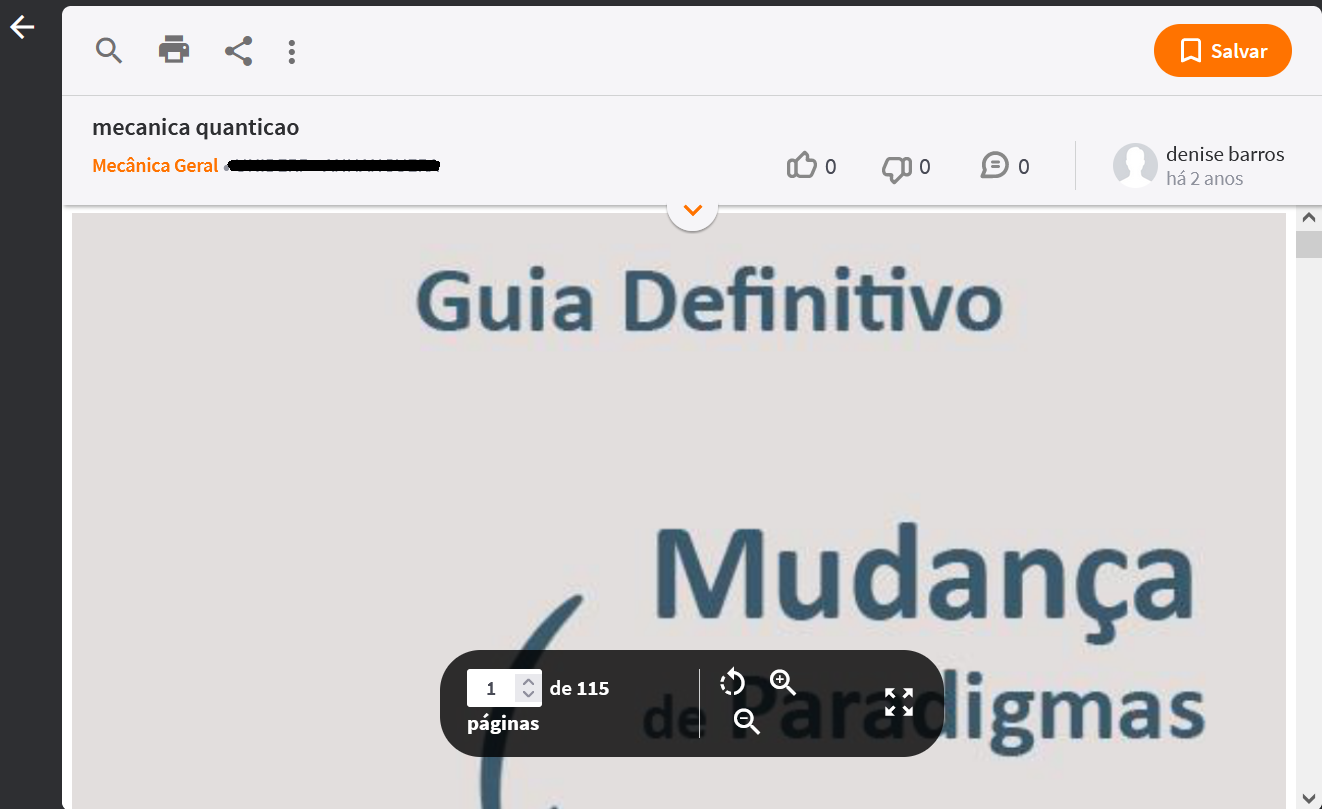 Salvar
mecanica quanticao
Mecânica Geral •
0 0 0
denise barros
há 2 anos
Guia Definitivo
Mudança
de Paradigmas
1 de 115
páginas